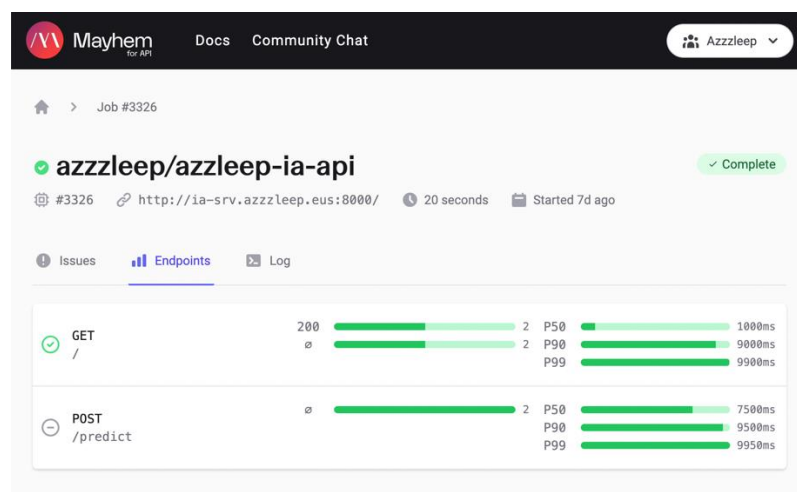 Mayhem
for API
Docs
Community Chat
Azzzleep
Job #3326
azzzleep/azzleep-ia-api
Complete
#3326
http://ia-srv.azzzleep.eus:8000/
20 seconds
Started 7d ago
Issues
Endpoints
Log
GET
/
200 2
ø 2
P50 1000ms
P90 9000ms
P99 9900ms
POST
/predict
ø 2
P50 7500ms
P90 9500ms
P99 9950ms